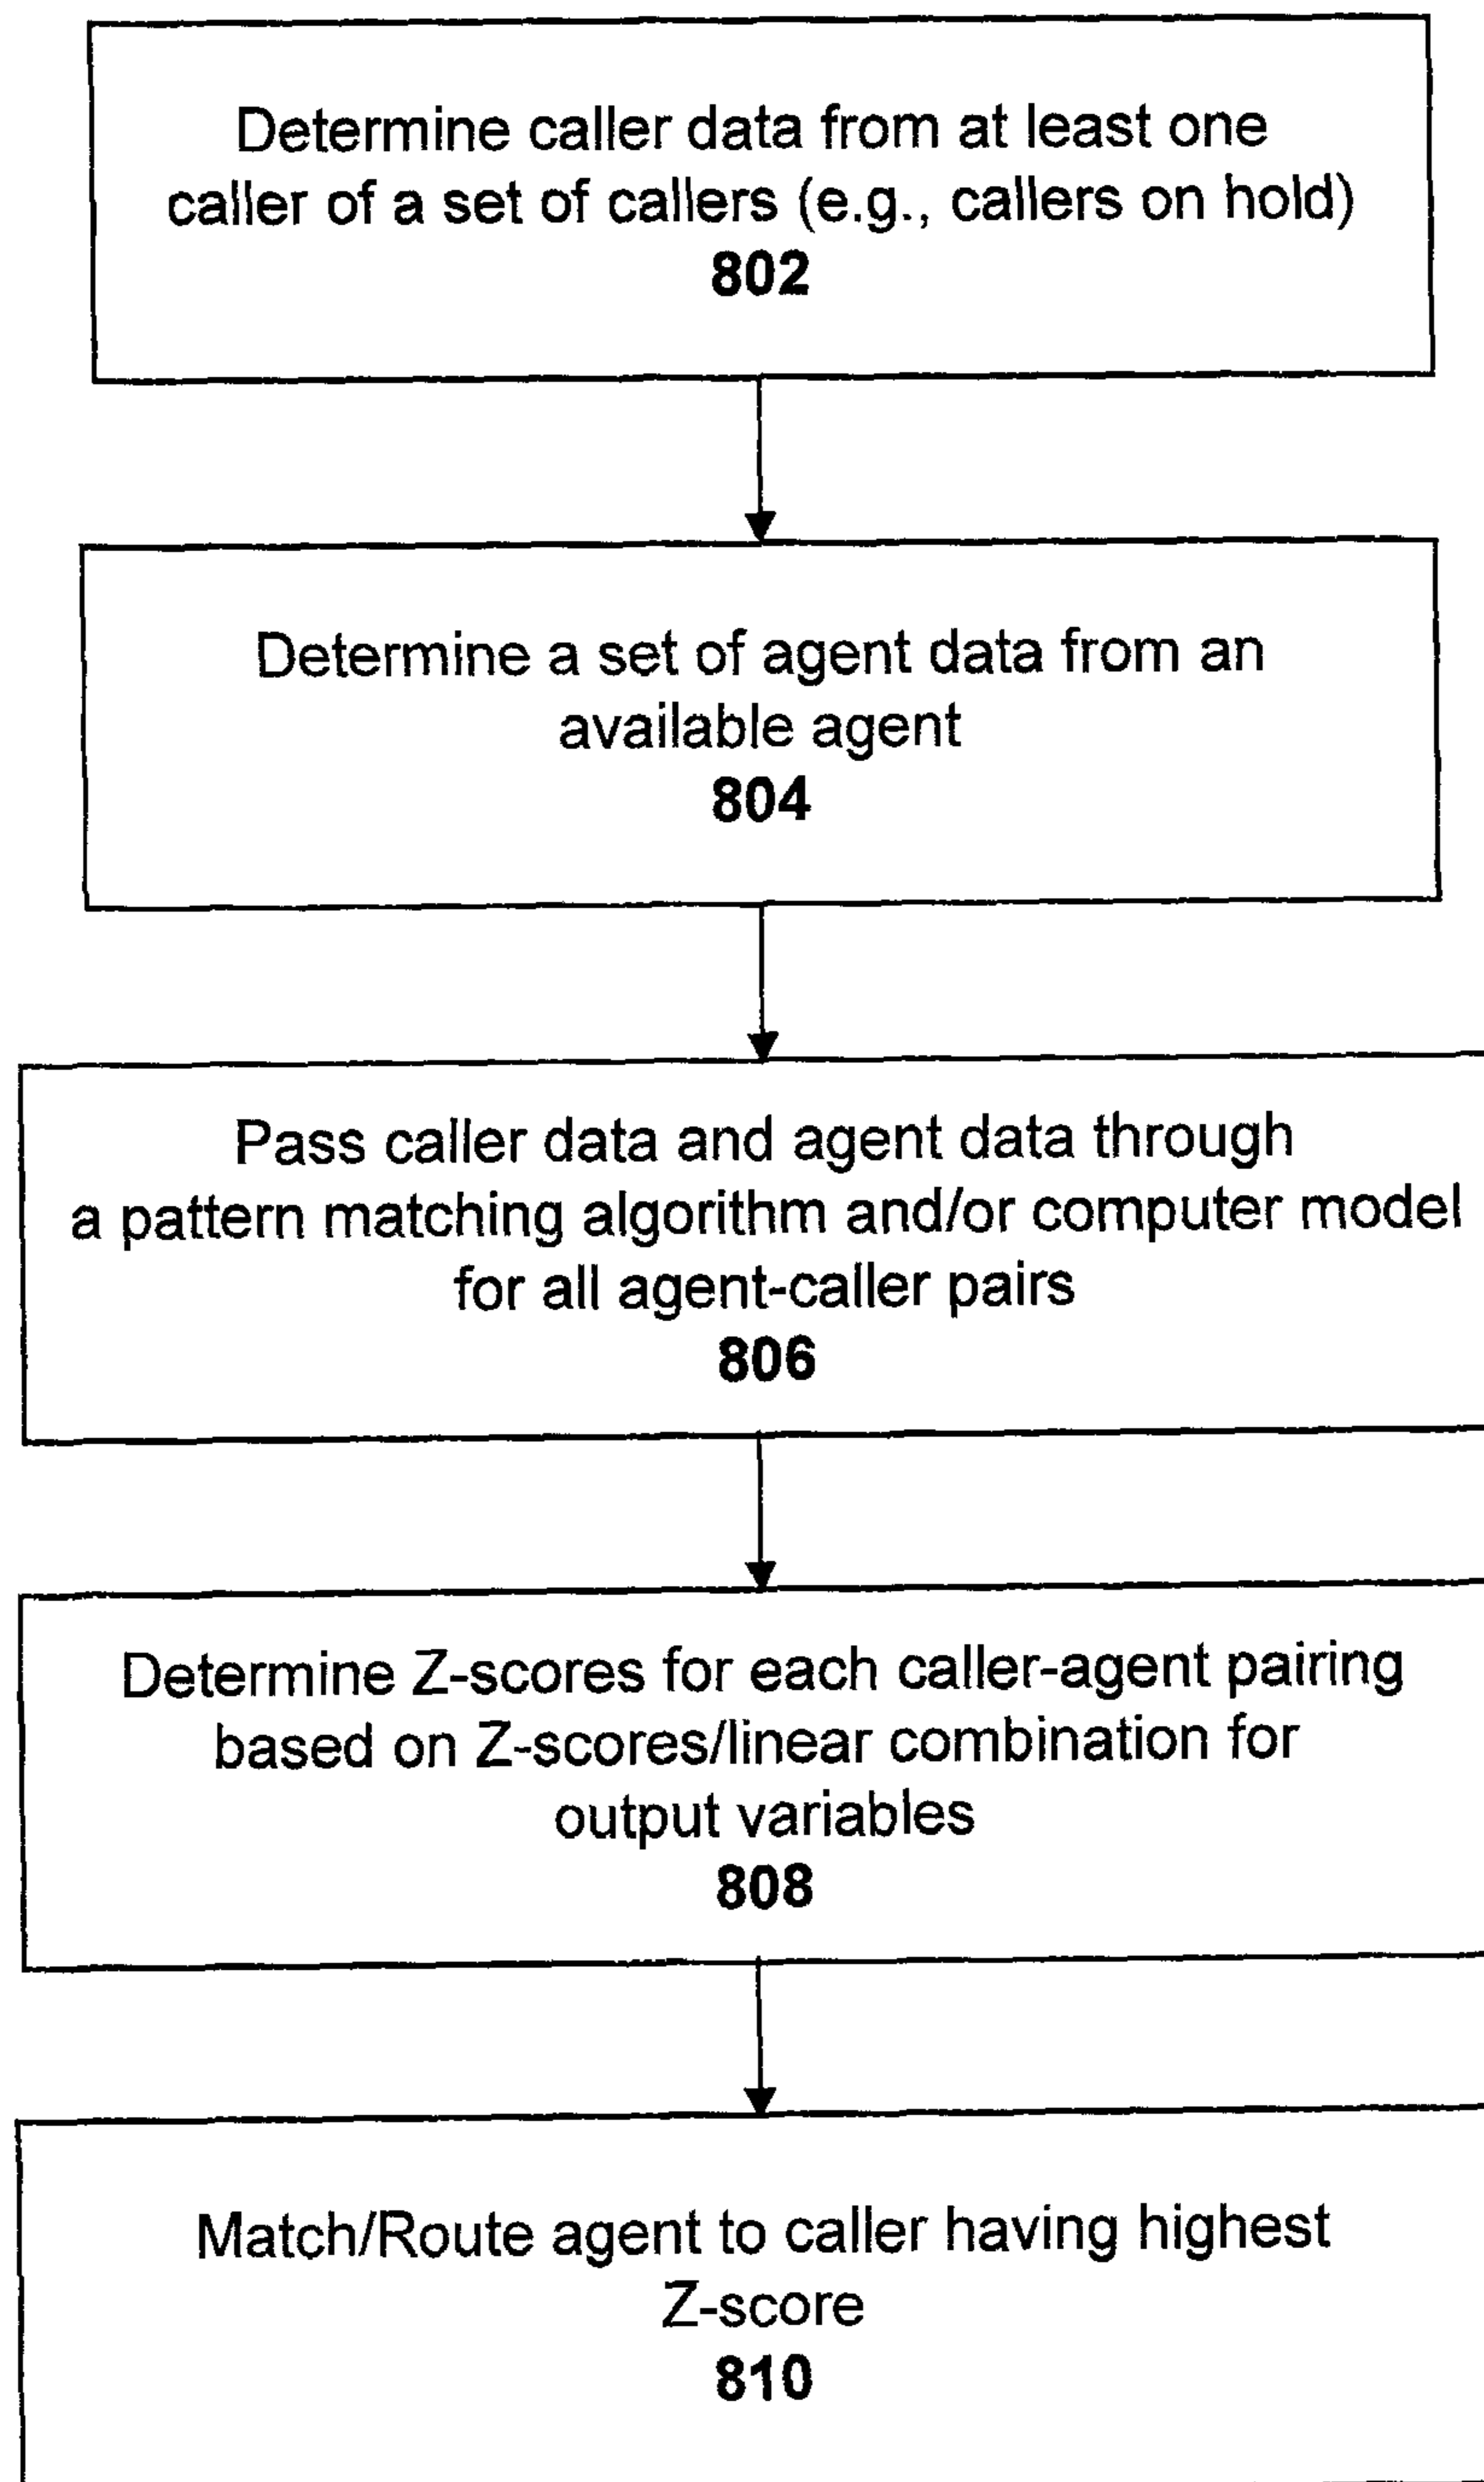 Determine caller data from at least one
caller of a set of callers (e.g., callers on hold)
802
Determine a set of agent data from an
available agent
804
Pass caller data and agent data through
a pattern matching algorithm and/or computer model
for all agent-caller pairs
806
Determine Z-scores for each caller-agent pairing
based on Z-scores/linear combination for
output variables
808
Match/Route agent to caller having highest
Z-score
810